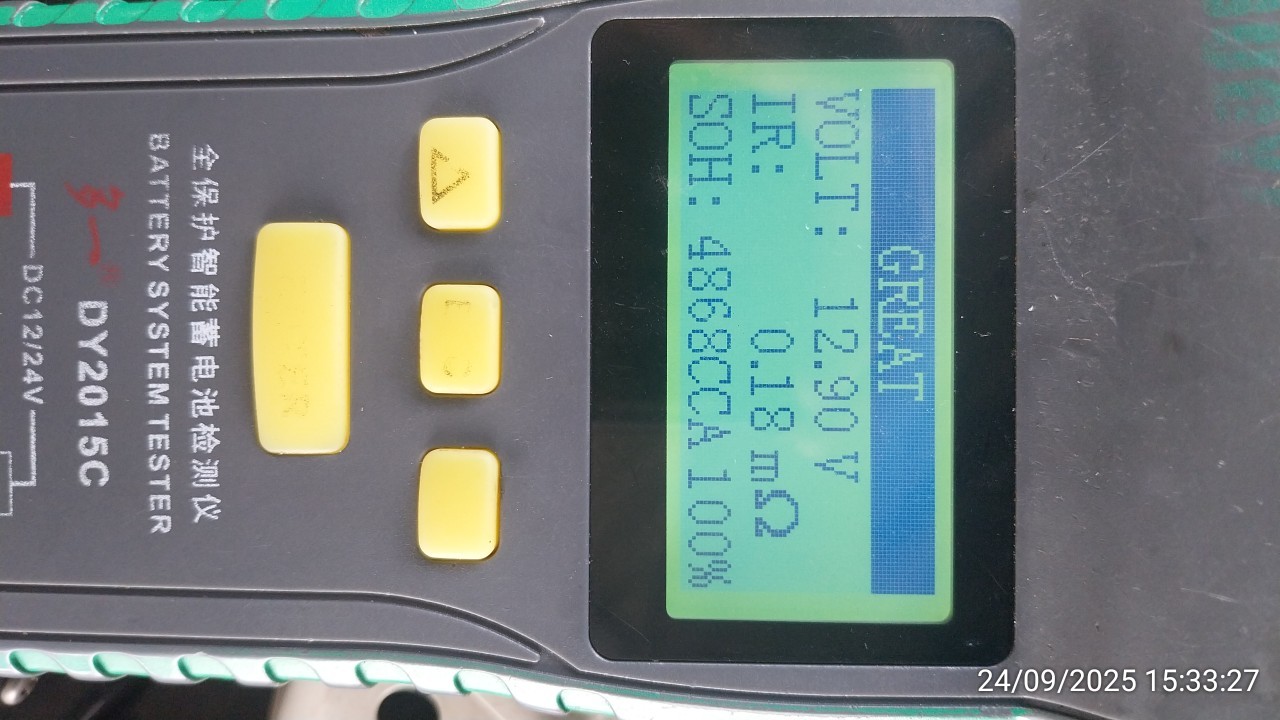 GREAT
VOLT: 12.90 V
IR: 0.18 mΩ
SOH: 4868CCA 100%
全保护智能蓄电池检测仪
BATTERY SYSTEM TESTER
DY2015C
DC12/24V
24/09/2025 15:33:27